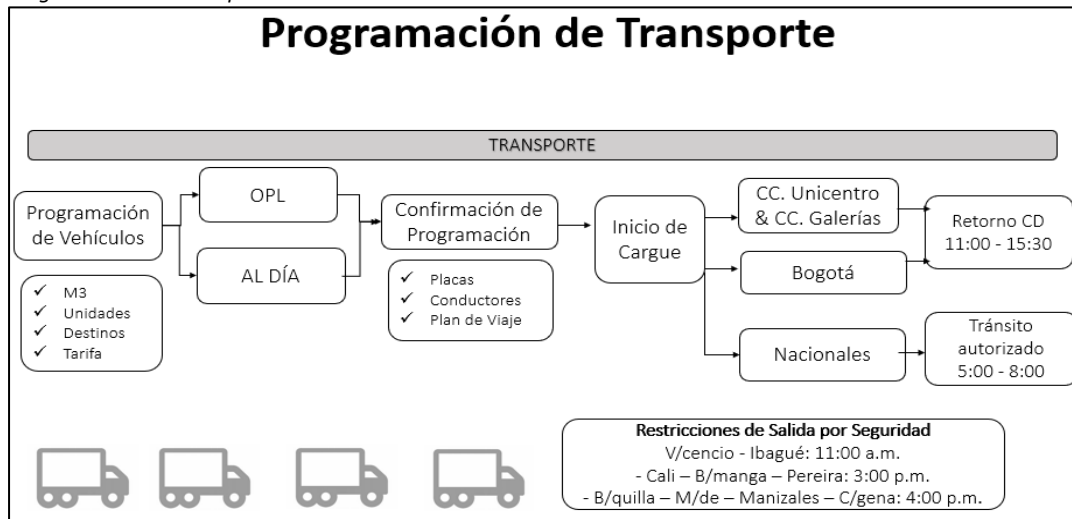 Programación de Transporte
TRANSPORTE
Programación
de Vehículos
✓ M3
✓ Unidades
✓ Destinos
✓ Tarifa
OPL
AL DÍA
Confirmación de
Programación
✓ Placas
✓ Conductores
✓ Plan de Viaje
Inicio de
Cargue
CC. Unicentro
& CC. Galerías
Bogotá
Nacionales
Retorno CD
11:00 - 15:30
Tránsito
autorizado
5:00 - 8:00
Restricciones de Salida por Seguridad
V/cencio - Ibagué: 11:00 a.m.
- Cali – B/manga – Pereira: 3:00 p.m.
- B/quilla – M/de – Manizales – C/gena: 4:00 p.m.